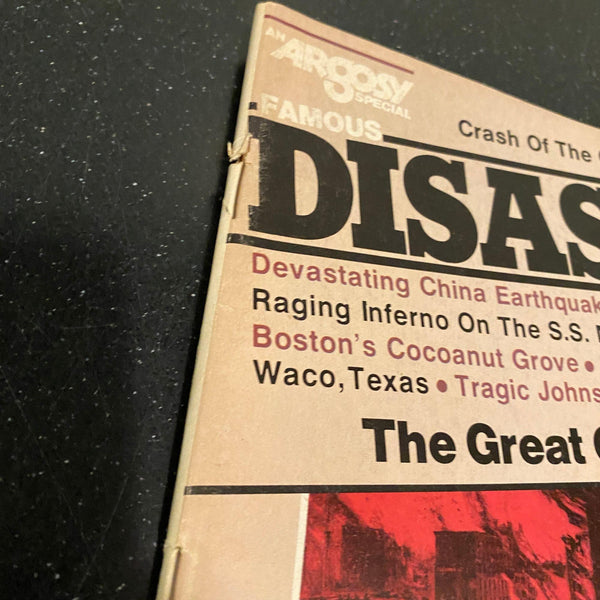 AN
ARGOSY
SPECIAL
FAMOUS
Crash Of The
DISAS
Devastating China Earthquak
Raging Inferno On The S.S.
Boston's Cocoanut Grove •
Waco, Texas • Tragic Johns
The Great